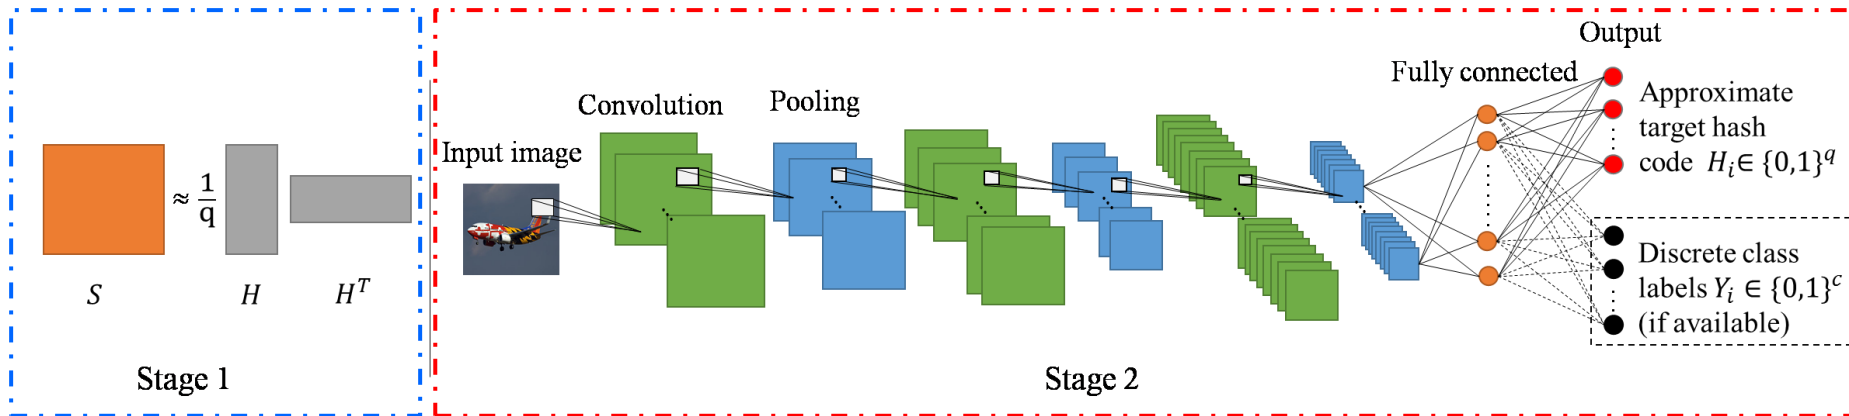 S
≈ 1/q
H
H^T
Stage 1
Input image
Convolution
Pooling
Fully connected
Output
Approximate
target hash
code H_i ∈ {0,1}^q
Discrete class
labels Y_i ∈ {0,1}^c
(if available)
Stage 2